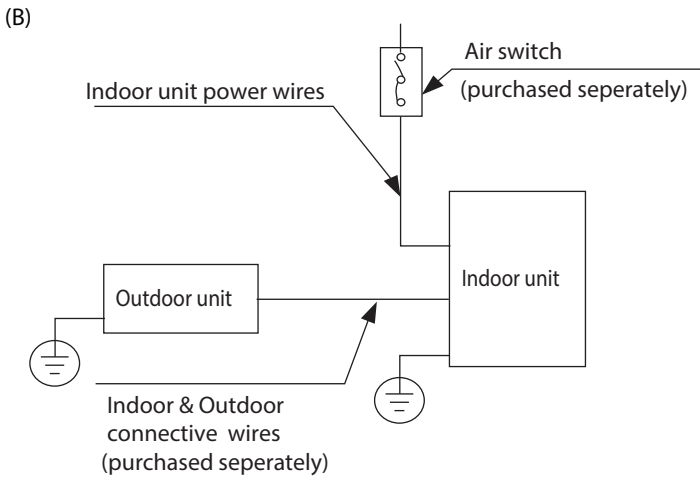 (B)
Air switch
(purchased seperately)
Indoor unit power wires
Indoor unit
Outdoor unit
Indoor & Outdoor
connective wires
(purchased seperately)